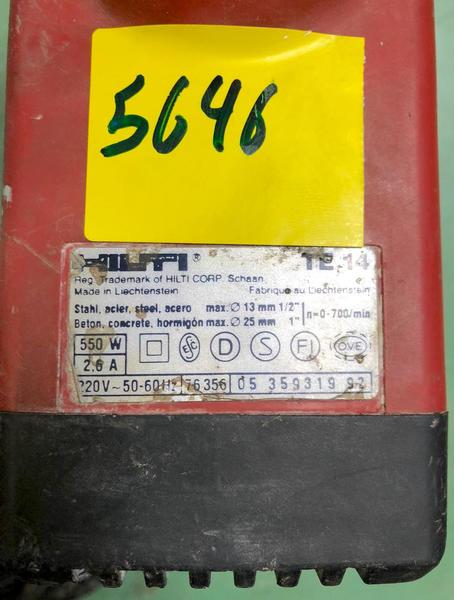 5646
HILTI® TE 14
Reg. Trademark of HILTI CORP. Schaan
Made in Liechtenstein Fabriqué au Liechtenstein
Stahl, acier, steel, acero max. Ø 13 mm 1/2"
Beton, concrete, hormigón max. Ø 25 mm 1"
n=0-700/min
550 W
2,6 A
D S FI OVE
220V~50-60Hz 76356 05 359319 92